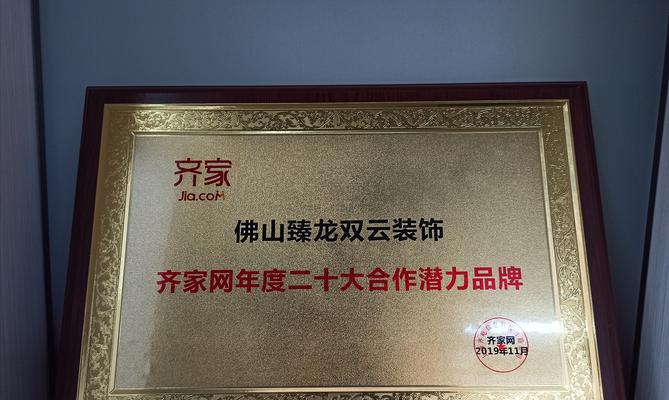 齐家
Jia.coM
佛山臻龙双云装饰
齐家网年度二十大合作潜力品牌
齐家网
2019年11月